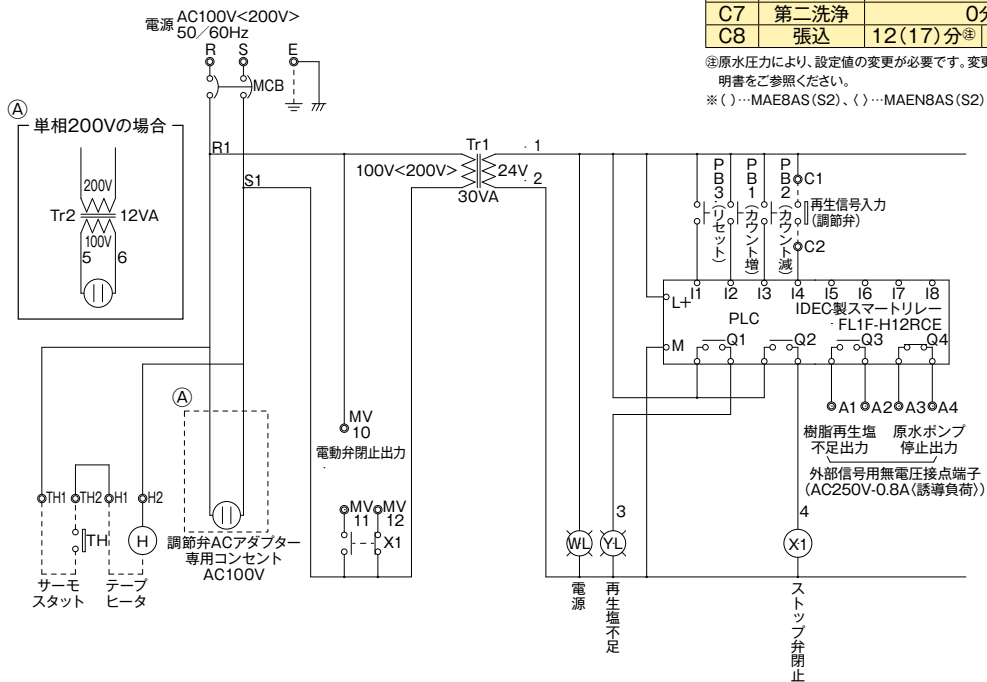 電源 AC100V<200V>
50/60Hz
R S E
MCB
C7 第二洗浄 0分
C8 張込 12(17)分㊟
㊟原水圧力により、設定値の変更が必要です。変更
明書をご参照ください。
※( )…MAE8AS(S2)、〈 〉…MAEN8AS(S2)
Ⓐ
単相200Vの場合
200V
Tr2 12VA
100V
5 6
R1
S1
Tr1
100V<200V> 24V
30VA
1
2
PB3(リセット)
PB1(カウント増)
PB2(カウント減)
C1
再生信号入力
(調節弁)
C2
I1 I2 I3 I4 I5 I6 I7 I8
L+
IDEC製スマートリレー
PLC
FL1F-H12RCE
M
Q1 Q2 Q3 Q4
A1 A2 A3 A4
樹脂再生塩
不足出力
原水ポンプ
停止出力
外部信号用無電圧接点端子
(AC250V-0.8A〈誘導負荷〉)
Ⓐ
MV
10
電動弁閉止出力
MV
11
MV
12
X1
TH1 TH2 H1 H2
TH
H
サーモ
スタット
テープ
ヒータ
調節弁ACアダプター
専用コンセント
AC100V
3
4
WL
YL
X1
電源
再生塩不足
ストップ弁閉止